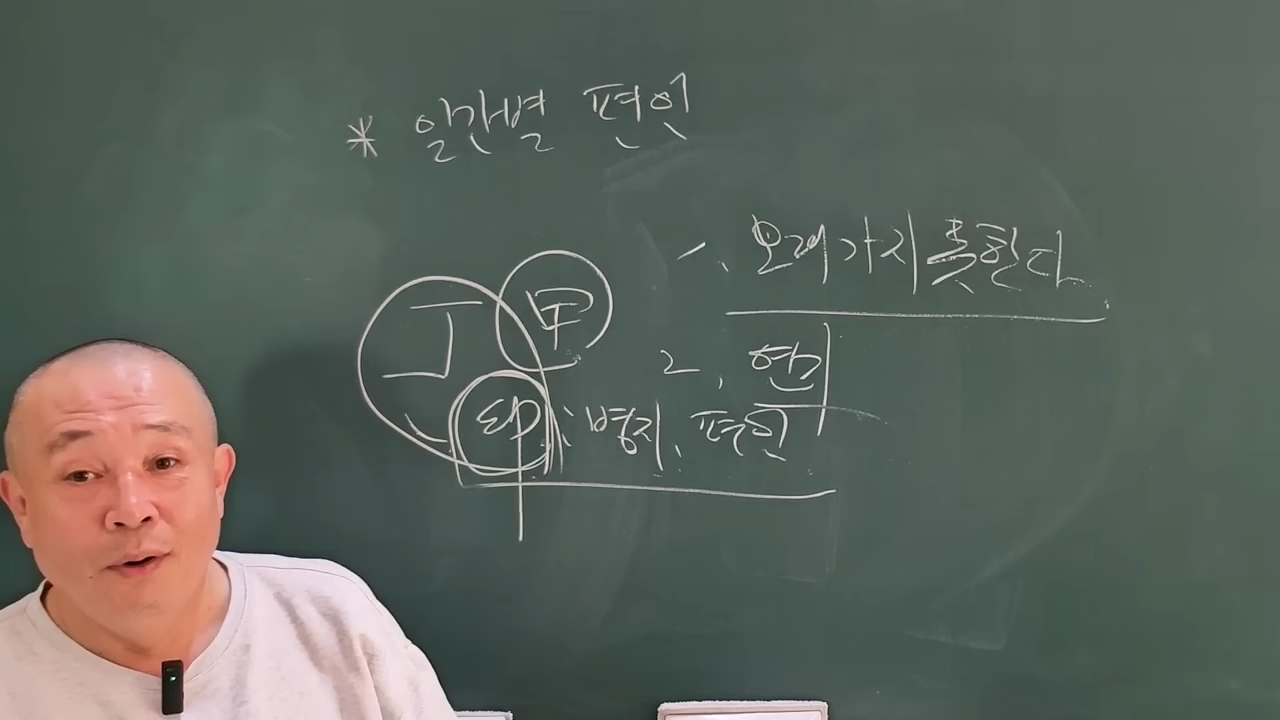 * 일간별 편인
1. 오래가지 못한다
丁 甲
2. 현
卯 : 병지, 편인